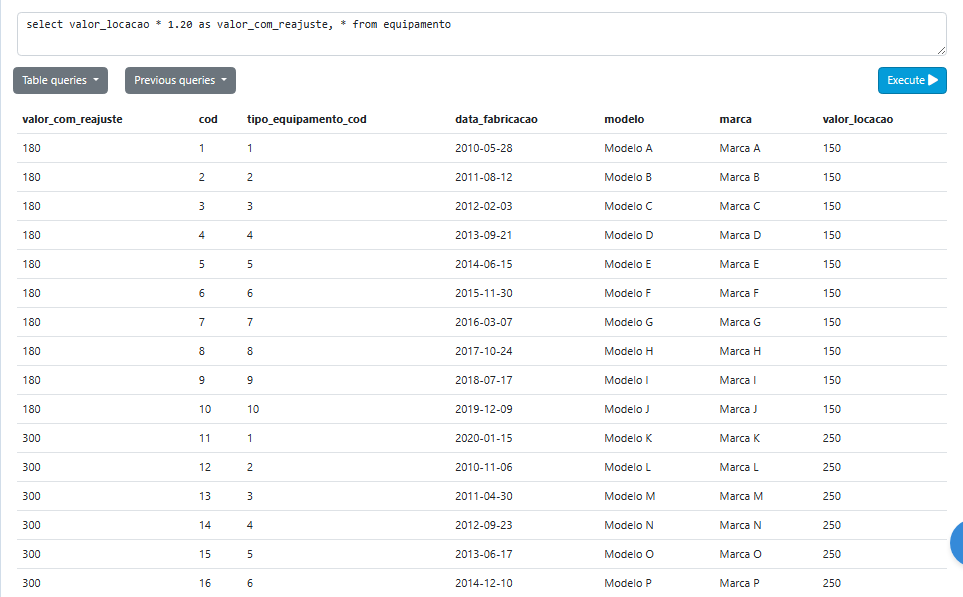 select valor_locacao * 1.20 as valor_com_reajuste, * from equipamento
Table queries Previous queries Execute
valor_com_reajuste cod tipo_equipamento_cod data_fabricacao modelo marca valor_locacao
180 1 1 2010-05-28 Modelo A Marca A 150
180 2 2 2011-08-12 Modelo B Marca B 150
180 3 3 2012-02-03 Modelo C Marca C 150
180 4 4 2013-09-21 Modelo D Marca D 150
180 5 5 2014-06-15 Modelo E Marca E 150
180 6 6 2015-11-30 Modelo F Marca F 150
180 7 7 2016-03-07 Modelo G Marca G 150
180 8 8 2017-10-24 Modelo H Marca H 150
180 9 9 2018-07-17 Modelo I Marca I 150
180 10 10 2019-12-09 Modelo J Marca J 150
300 11 1 2020-01-15 Modelo K Marca K 250
300 12 2 2010-11-06 Modelo L Marca L 250
300 13 3 2011-04-30 Modelo M Marca M 250
300 14 4 2012-09-23 Modelo N Marca N 250
300 15 5 2013-06-17 Modelo O Marca O 250
300 16 6 2014-12-10 Modelo P Marca P 250